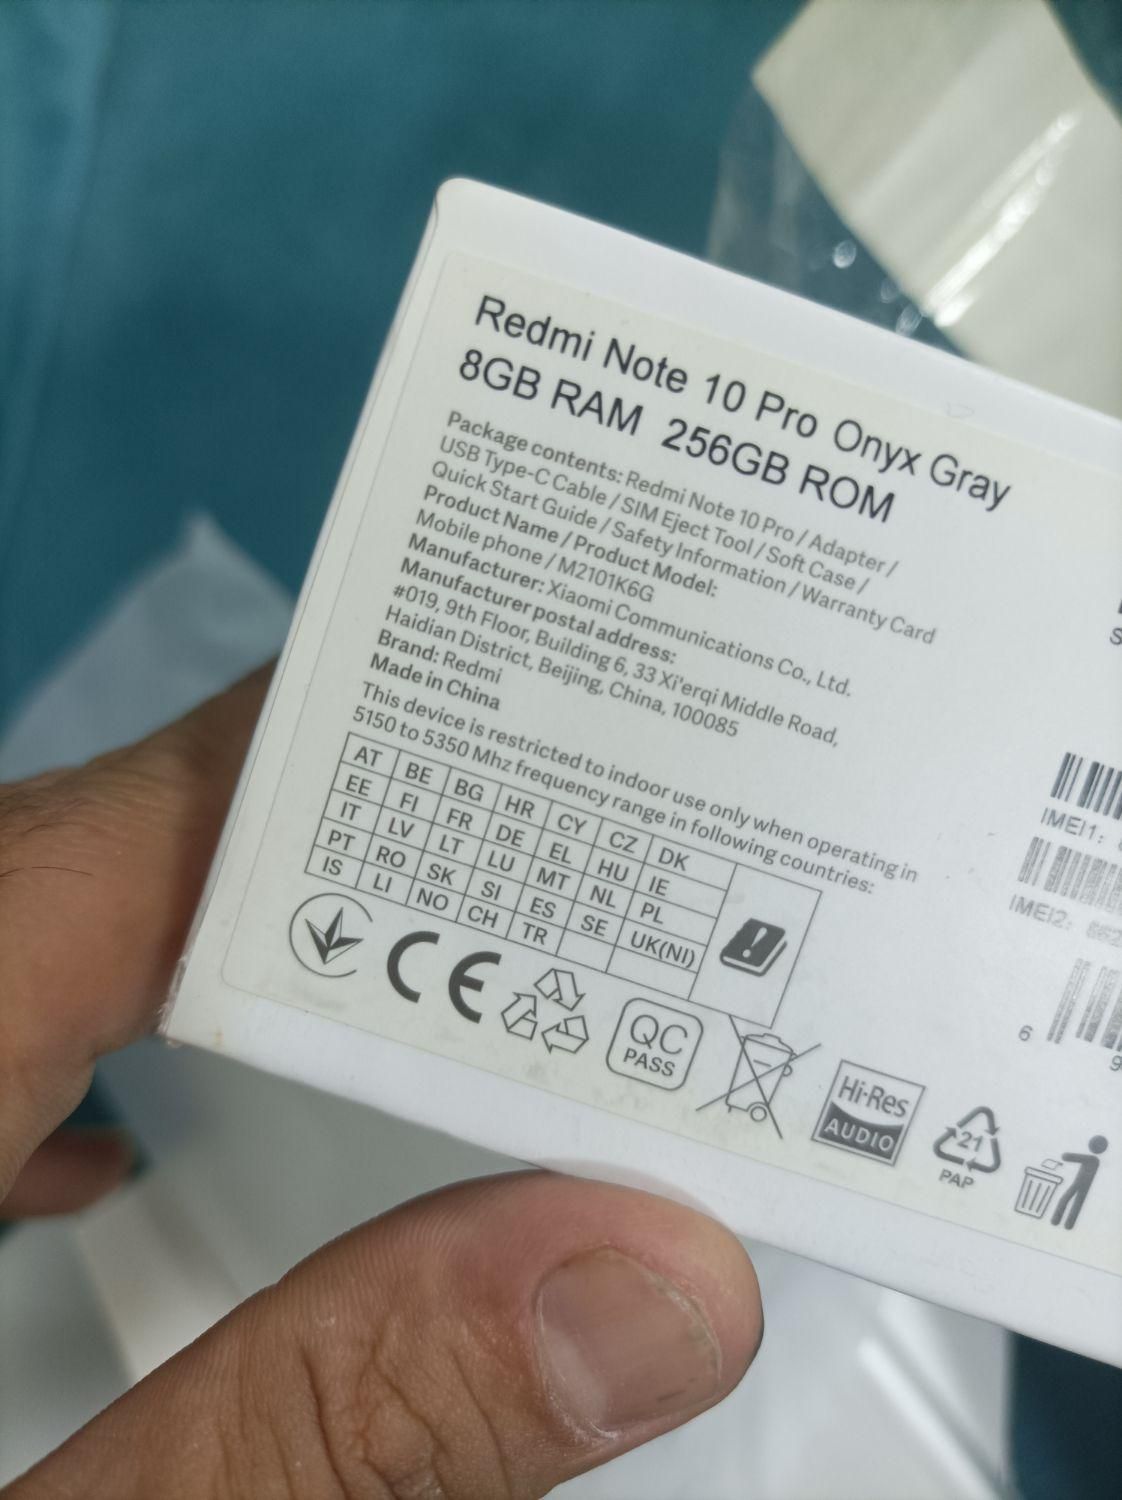 Redmi Note 10 Pro Onyx Gray
8GB RAM 256GB ROM
Package contents: Redmi Note 10 Pro / Adapter /
USB Type-C Cable / SIM Eject Tool / Soft Case /
Quick Start Guide / Safety Information / Warranty Card
Product Name / Product Model:
Mobile phone / M2101K6G
Manufacturer: Xiaomi Communications Co., Ltd.
Manufacturer postal address:
#019, 9th Floor, Building 6, 33 Xi'erqi Middle Road,
Haidian District, Beijing, China, 100085
Brand: Redmi
Made in China
This device is restricted to indoor use only when operating in
5150 to 5350 Mhz frequency range in following countries:
AT BE BG HR CY CZ DK
EE FI FR DE EL HU IE
IT LV LT LU MT NL PL
PT RO SK SI ES SE UK(NI)
IS LI NO CH TR
CE
QC
PASS
Hi-Res
AUDIO
21
PAP
IMEI1:
IMEI2:
6 9